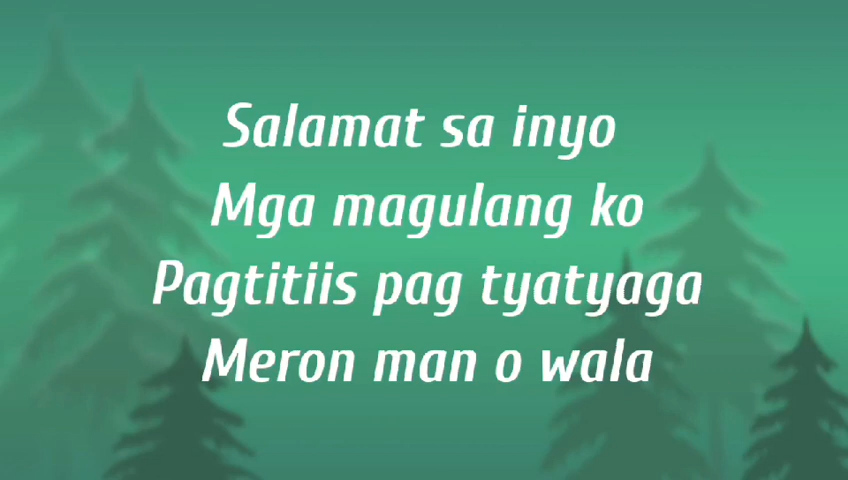 Salamat sa inyo
Mga magulang ko
Pagtitiis pag tyatyaga
Meron man o wala